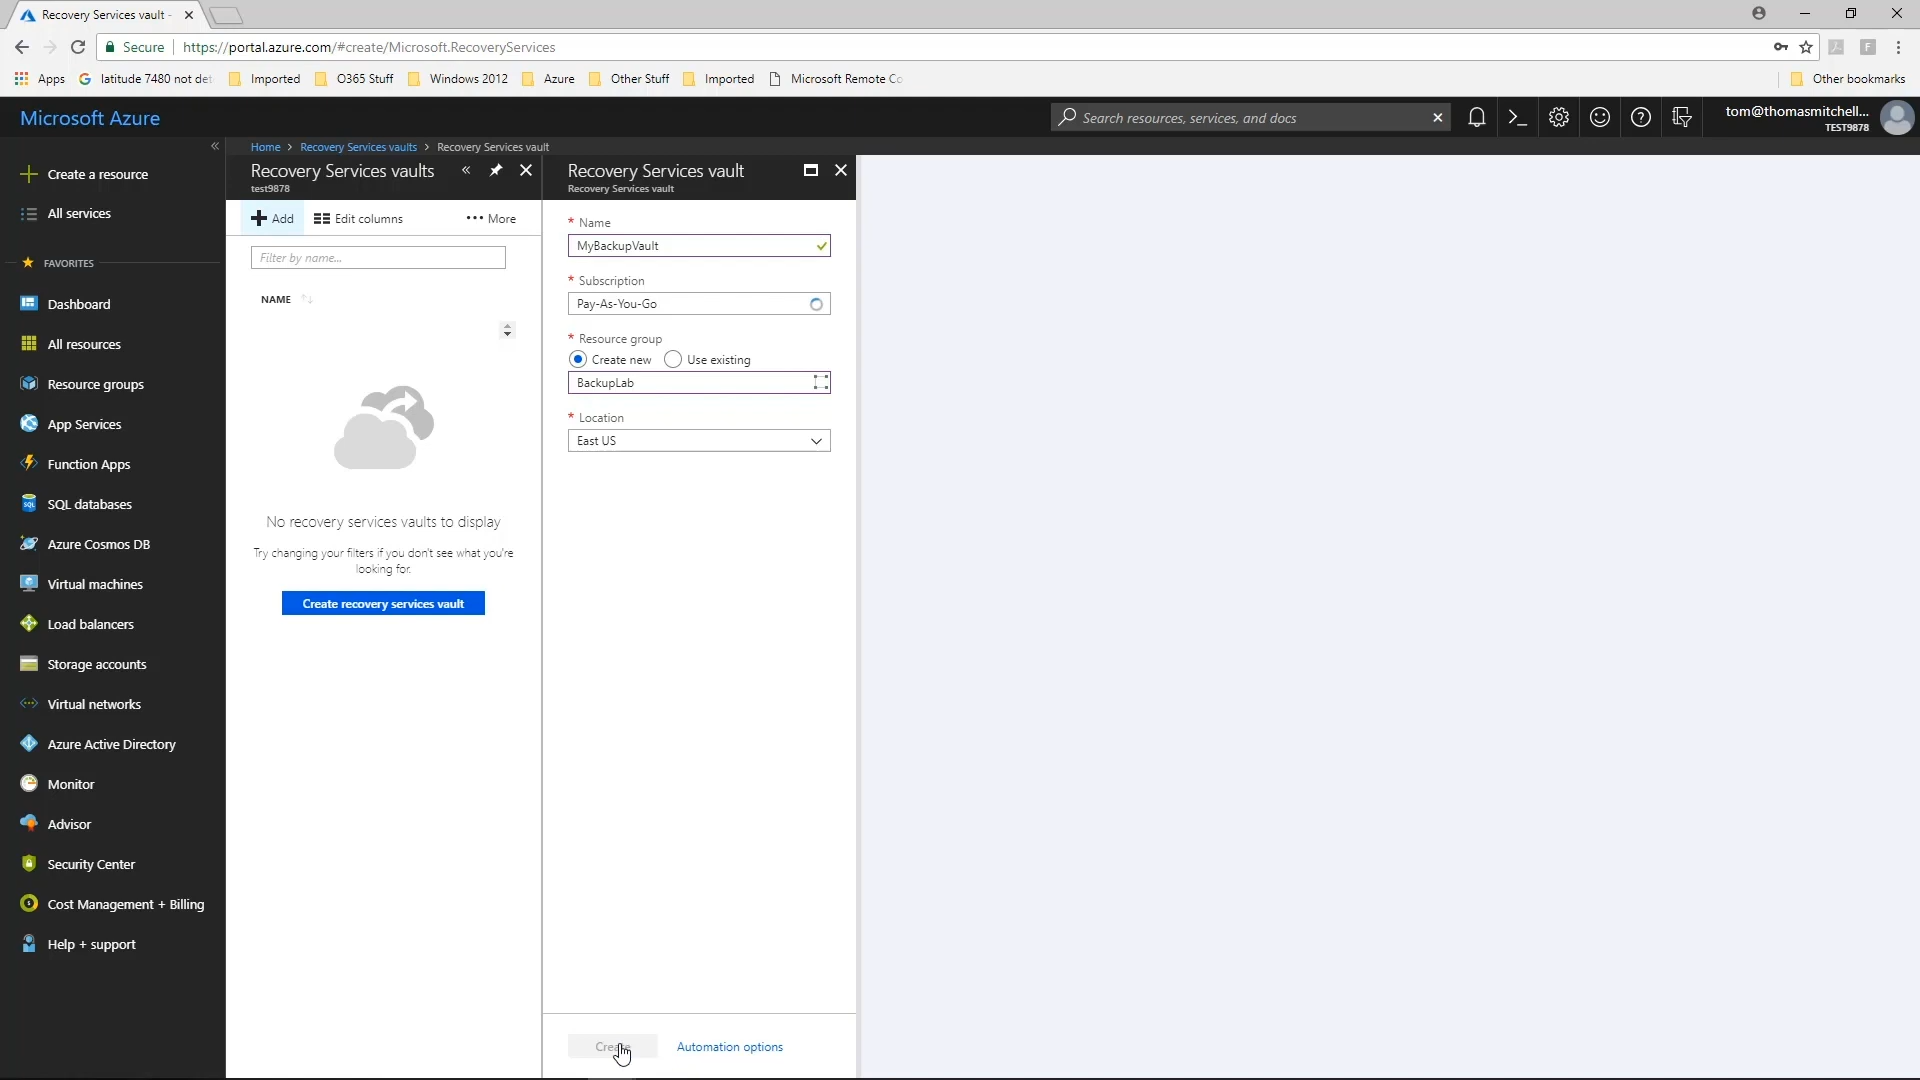 Recovery Services vault -
Secure
https://portal.azure.com/#create/Microsoft.RecoveryServices
Apps
latitude 7480 not det
Imported
O365 Stuff
Windows 2012
Azure
Other Stuff
Imported
Microsoft Remote Co
Other bookmarks
Microsoft Azure
Search resources, services, and docs
tom@thomasmitchell...
TEST9878
Create a resource
All services
FAVORITES
Dashboard
All resources
Resource groups
App Services
Function Apps
SQL databases
Azure Cosmos DB
Virtual machines
Load balancers
Storage accounts
Virtual networks
Azure Active Directory
Monitor
Advisor
Security Center
Cost Management + Billing
Help + support
Home > Recovery Services vaults > Recovery Services vault
Recovery Services vaults
test9878
Add
Edit columns
More
Filter by name...
NAME
No recovery services vaults to display
Try changing your filters if you don't see what you're
looking for.
Create recovery services vault
Recovery Services vault
Recovery Services vault
* Name
MyBackupVault
* Subscription
Pay-As-You-Go
* Resource group
Create new
Use existing
BackupLab
* Location
East US
Create
Automation options